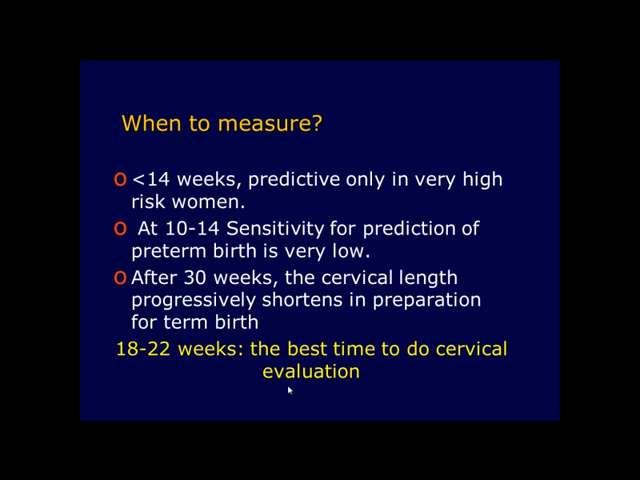 When to measure?
o <14 weeks, predictive only in very high
risk women.
o At 10-14 Sensitivity for prediction of
preterm birth is very low.
o After 30 weeks, the cervical length
progressively shortens in preparation
for term birth
18-22 weeks: the best time to do cervical
evaluation